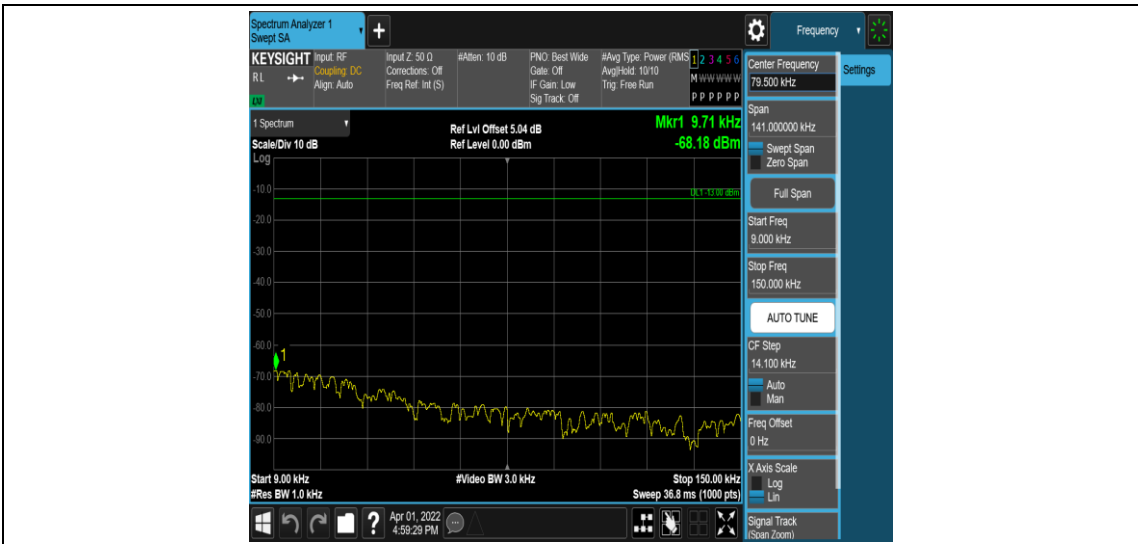 Spectrum Analyzer 1
Swept SA
+
Frequency
KEYSIGHT
RL
Input: RF
Coupling: DC
Align: Auto
Input Z: 50 Ω
Corrections: Off
Freq Ref: Int (S)
#Atten: 10 dB
PNO: Best Wide
Gate: Off
IF Gain: Low
Sig Track: Off
#Avg Type: Power (RMS
Avg|Hold: 10/10
Trig: Free Run
1 2 3 4 5 6
M W W W W W
P P P P P P
1 Spectrum
Scale/Div 10 dB
Ref Lvl Offset 5.04 dB
Ref Level 0.00 dBm
Mkr1 9.71 kHz
-68.18 dBm
Log
DL1 -13.00 dBm
-10.0
-20.0
-30.0
-40.0
-50.0
-60.0
1
-70.0
-80.0
-90.0
Start 9.00 kHz
#Res BW 1.0 kHz
#Video BW 3.0 kHz
Stop 150.00 kHz
Sweep 36.8 ms (1000 pts)
Center Frequency
79.500 kHz
Settings
Span
141.000000 kHz
Swept Span
Zero Span
Full Span
Start Freq
9.000 kHz
Stop Freq
150.000 kHz
AUTO TUNE
CF Step
14.100 kHz
Auto
Man
Freq Offset
0 Hz
X Axis Scale
Log
Lin
Signal Track
(Span Zoom)
?
Apr 01, 2022
4:59:29 PM